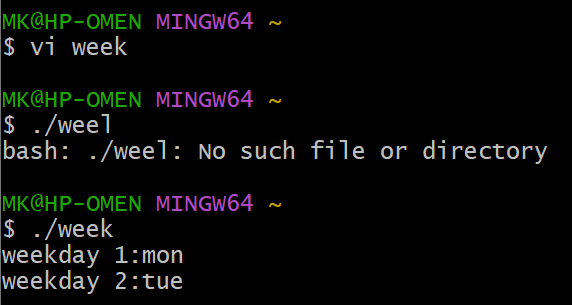 MK@HP-OMEN MINGW64 ~
$ vi week
MK@HP-OMEN MINGW64 ~
$ ./weel
bash: ./weel: No such file or directory
MK@HP-OMEN MINGW64 ~
$ ./week
weekday 1:mon
weekday 2:tue